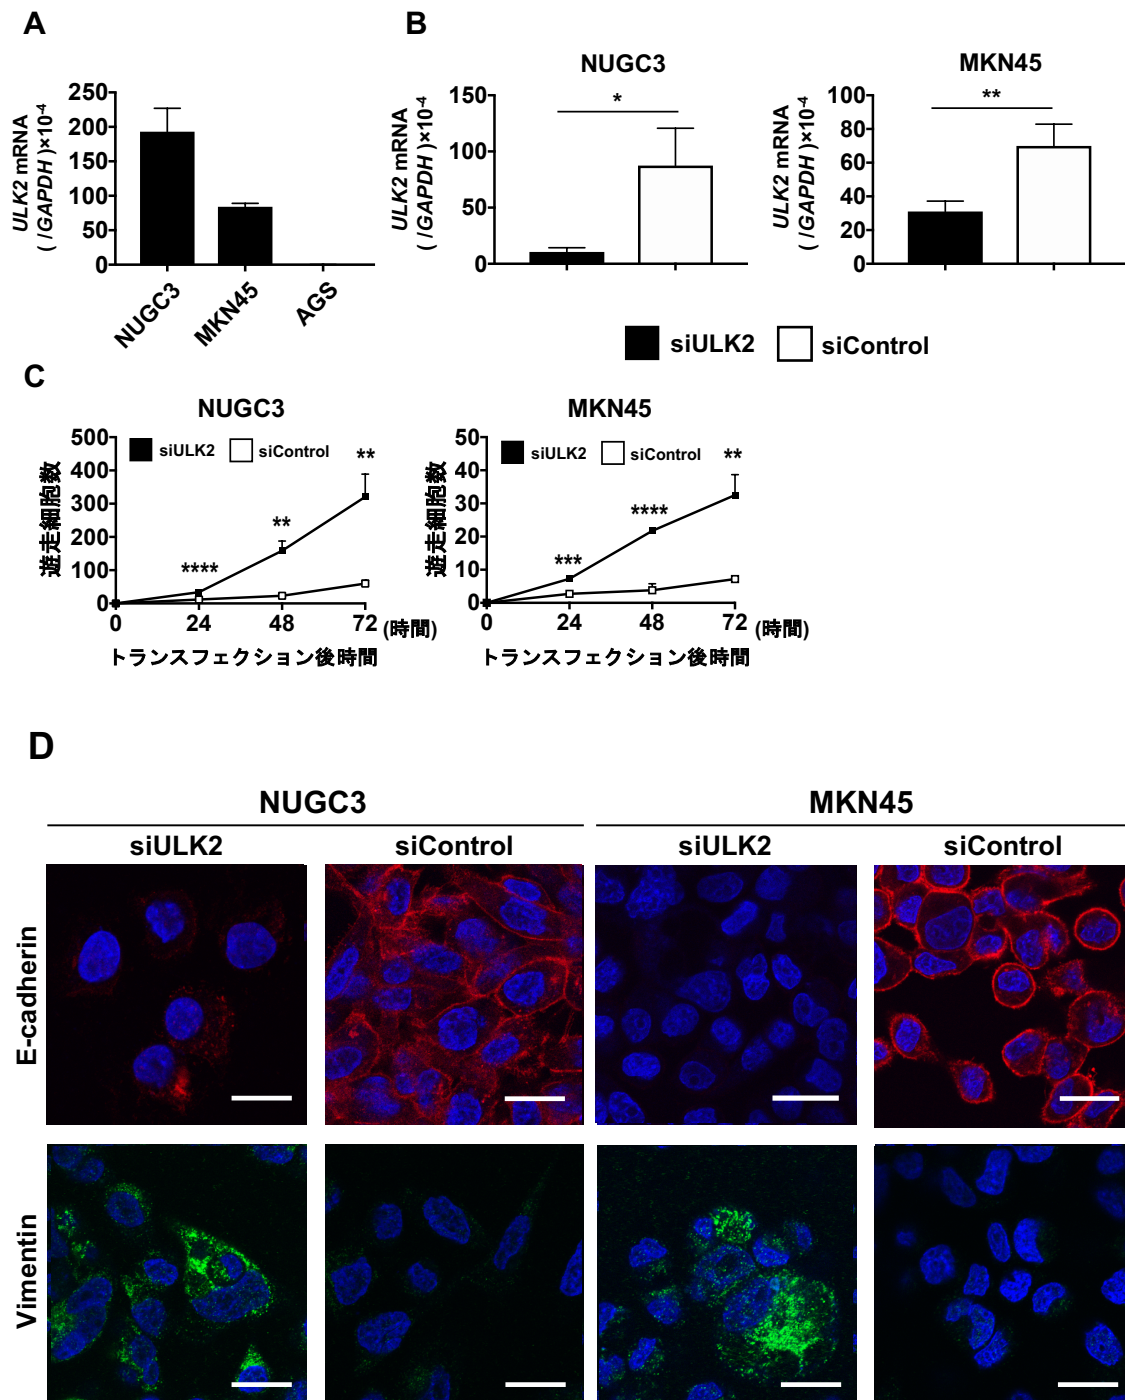 A
ULK2 mRNA
( /GAPDH )×10-4
250
200
150
100
50
0
NUGC3
MKN45
AGS
B
NUGC3
ULK2 mRNA
( /GAPDH )×10-4
150
100
50
0
*
MKN45
ULK2 mRNA
( /GAPDH )×10-4
100
80
60
40
20
0
**
siULK2
siControl
C
NUGC3
遊走細胞数
500
400
300
200
100
0
siULK2
siControl
****
**
**
0
24
48
72
(時間)
トランスフェクション後時間
MKN45
遊走細胞数
50
40
30
20
10
0
siULK2
siControl
***
****
**
0
24
48
72
(時間)
トランスフェクション後時間
D
NUGC3
MKN45
siULK2
siControl
siULK2
siControl
E-cadherin
Vimentin